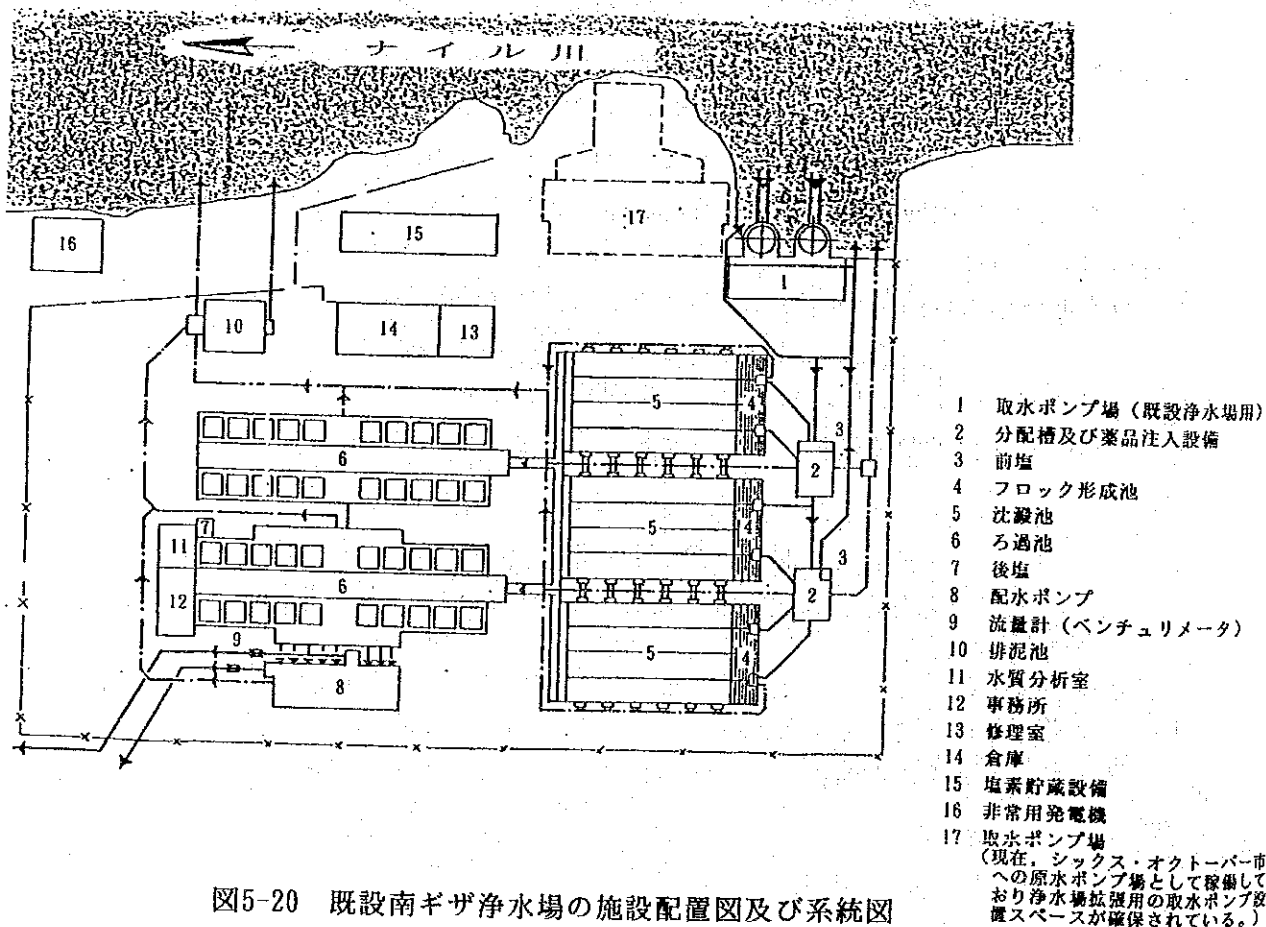 ナイル川
16
15
17
1
10
14
13
5
4
3
6
2
7
5
4
11
3
6
2
12
9
5
4
8
1 取水ポンプ場（既設浄水場用）
2 分配槽及び薬品注入設備
3 前塩
4 フロック形成池
5 沈澱池
6 ろ過池
7 後塩
8 配水ポンプ
9 流量計（ベンチュリメータ）
10 排泥池
11 水質分析室
12 事務所
13 修理室
14 倉庫
15 塩素貯蔵設備
16 非常用発電機
17 取水ポンプ場
（現在，シックス・オクトーバー市
への原水ポンプ場として稼働して
おり浄水場拡張用の取水ポンプ設
置スペースが確保されている。）
図5-20 既設南ギザ浄水場の施設配置図及び系統図